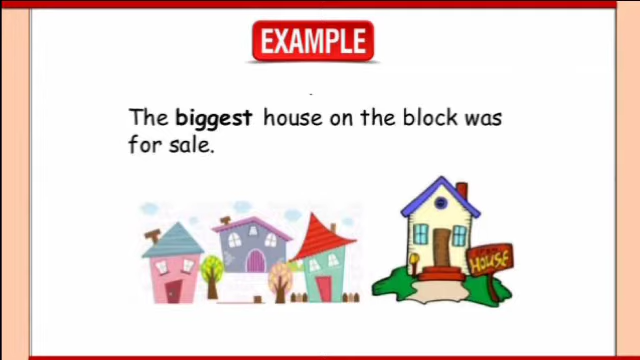 EXAMPLE
The biggest house on the block was
for sale.
HOUSE